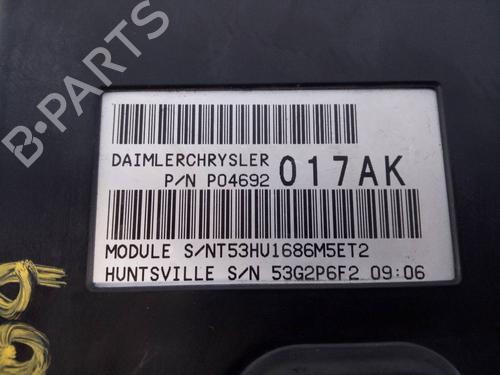 B-PARTS
DAIMLERCHRYSLER
P/N P04692 017AK
MODULE S/NT53HU1686M5ET2
HUNTSVILLE S/N 53G2P6F2 09:06